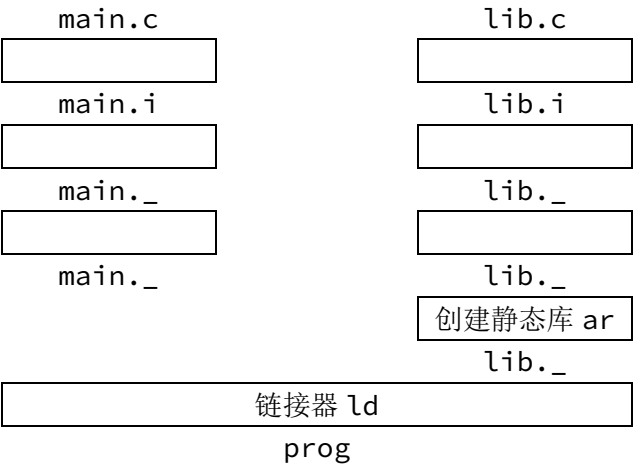 main.c lib.c
main.i lib.i
main._ lib._
main._ lib._
创建静态库 ar
lib._
链接器 ld
prog